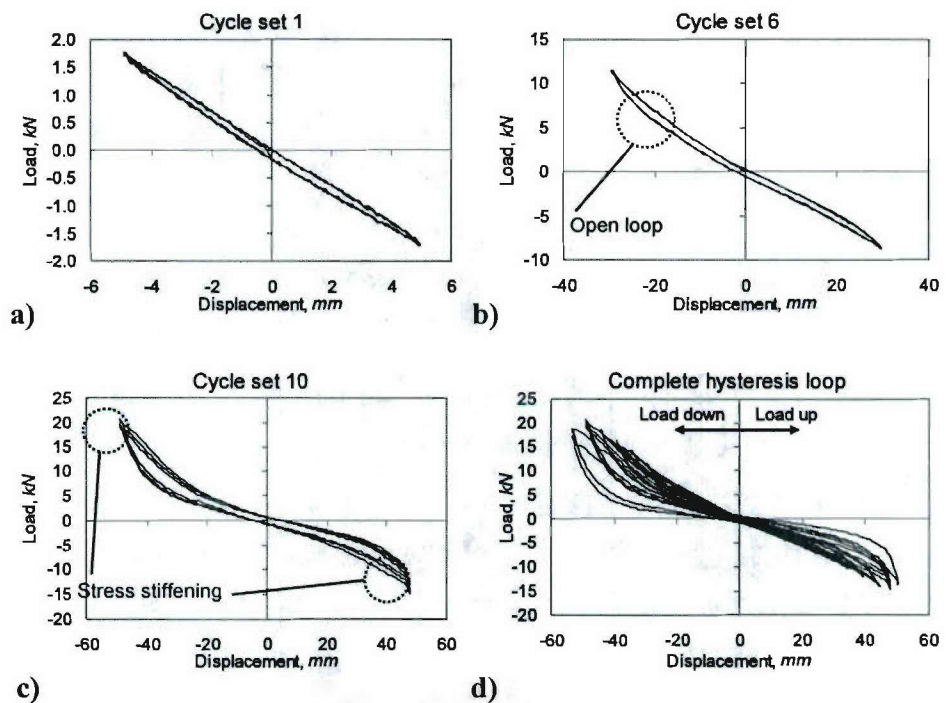 Cycle set 1
2.0
1.5
1.0
0.5
0.0
-0.5
-1.0
-1.5
-2.0
Load, kN
-6 -4 -2 0 2 4 6
Displacement, mm
a)
Cycle set 6
15
10
5
0
-5
-10
Load, kN
Open loop
-40 -20 0 20 40
Displacement, mm
b)
Cycle set 10
25
20
15
10
5
0
-5
-10
-15
-20
Load, kN
Stress stiffening
-60 -40 -20 0 20 40 60
Displacement, mm
c)
Complete hysteresis loop
25
20
15
10
5
0
-5
-10
-15
-20
Load, kN
Load down Load up
-60 -40 -20 0 20 40 60
Displacement, mm
d)